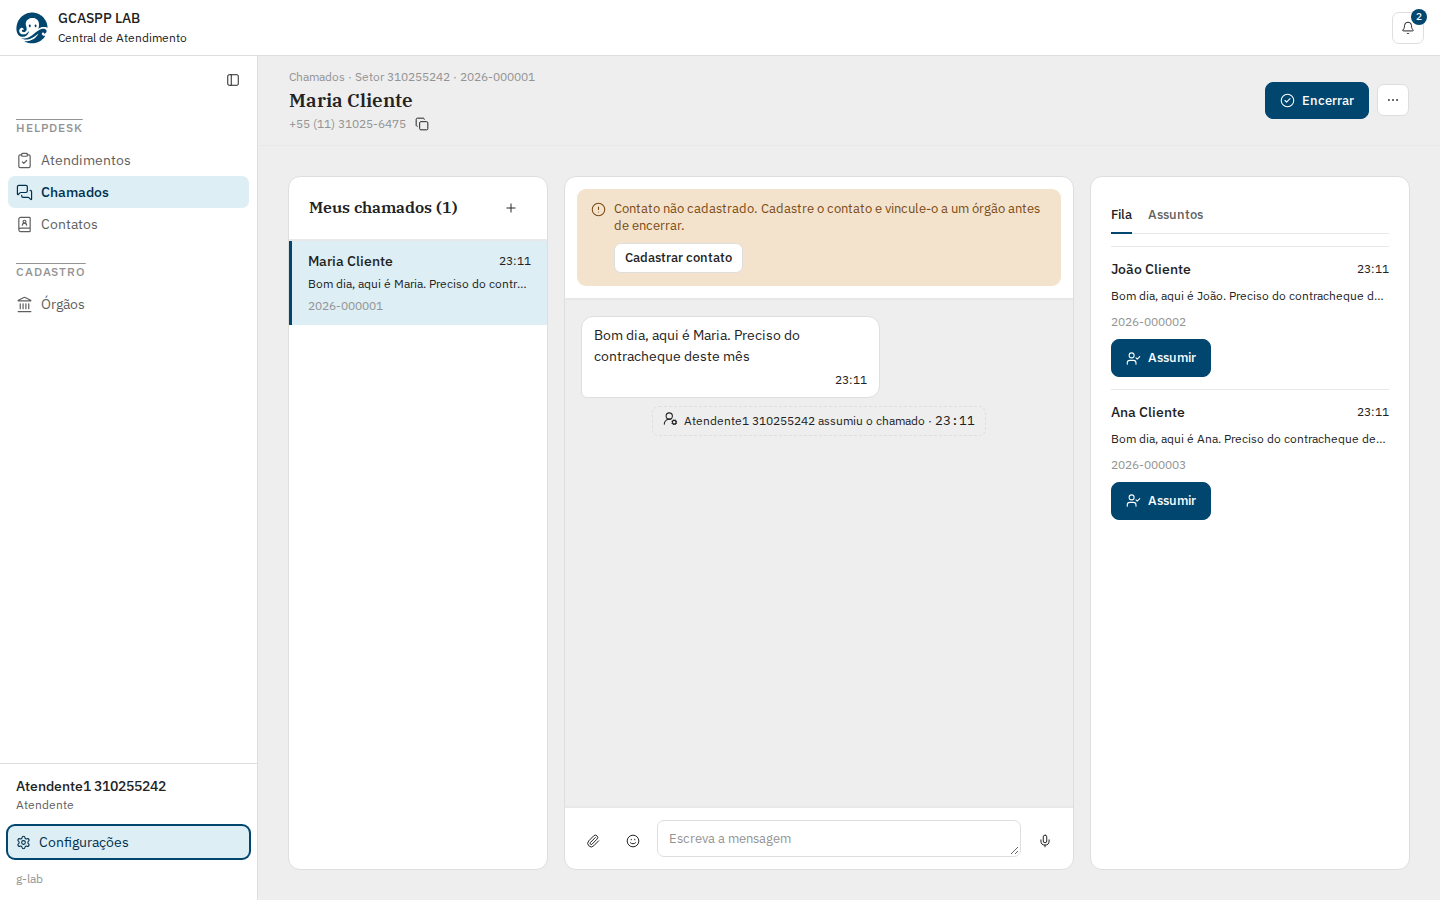 GCASPP LAB
Central de Atendimento
2
HELPDESK
Atendimentos
Chamados
Contatos
CADASTRO
Órgãos
Atendente1 310255242
Atendente
Configurações
g-lab
Chamados · Setor 310255242 · 2026-000001
Maria Cliente
+55 (11) 31025-6475
Encerrar
Meus chamados (1)
Maria Cliente 23:11
Bom dia, aqui é Maria. Preciso do contr...
2026-000001
Contato não cadastrado. Cadastre o contato e vincule-o a um órgão antes
de encerrar.
Cadastrar contato
Bom dia, aqui é Maria. Preciso do
contracheque deste mês
23:11
Atendente1 310255242 assumiu o chamado · 23:11
Escreva a mensagem
Fila Assuntos
João Cliente 23:11
Bom dia, aqui é João. Preciso do contracheque d...
2026-000002
Assumir
Ana Cliente 23:11
Bom dia, aqui é Ana. Preciso do contracheque de...
2026-000003
Assumir